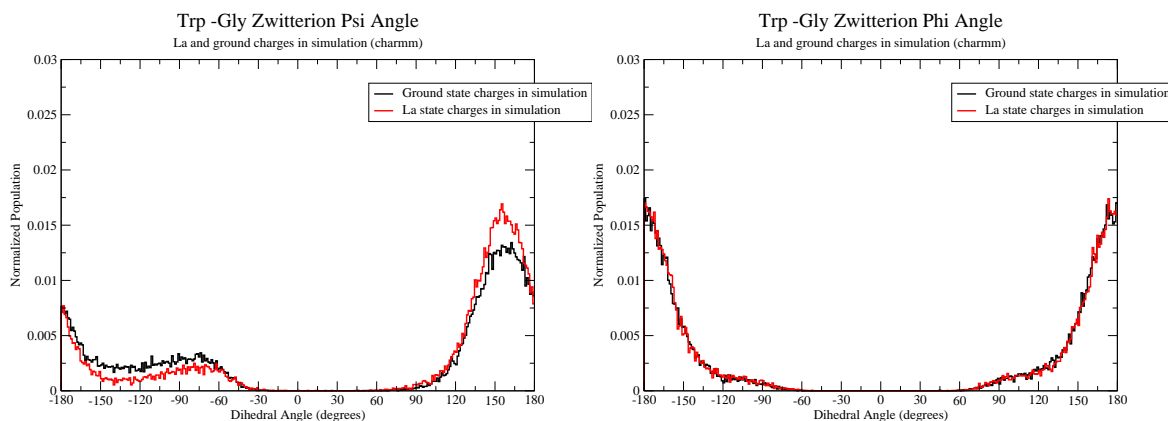 Trp -Gly Zwitterion Psi Angle
La and ground charges in simulation (charmm)
0.03
0.025
0.02
0.015
0.01
0.005
0
Normalized Population
Ground state charges in simulation
La state charges in simulation
-180 -150 -120 -90 -60 -30 0 30 60 90 120 150 180
Dihedral Angle (degrees)
Trp -Gly Zwitterion Phi Angle
La and ground charges in simulation (charmm)
0.03
0.025
0.02
0.015
0.01
0.005
0
Normalized Population
Ground state charges in simulation
La state charges in simulation
-180 -150 -120 -90 -60 -30 0 30 60 90 120 150 180
Dihedral Angle (degrees)